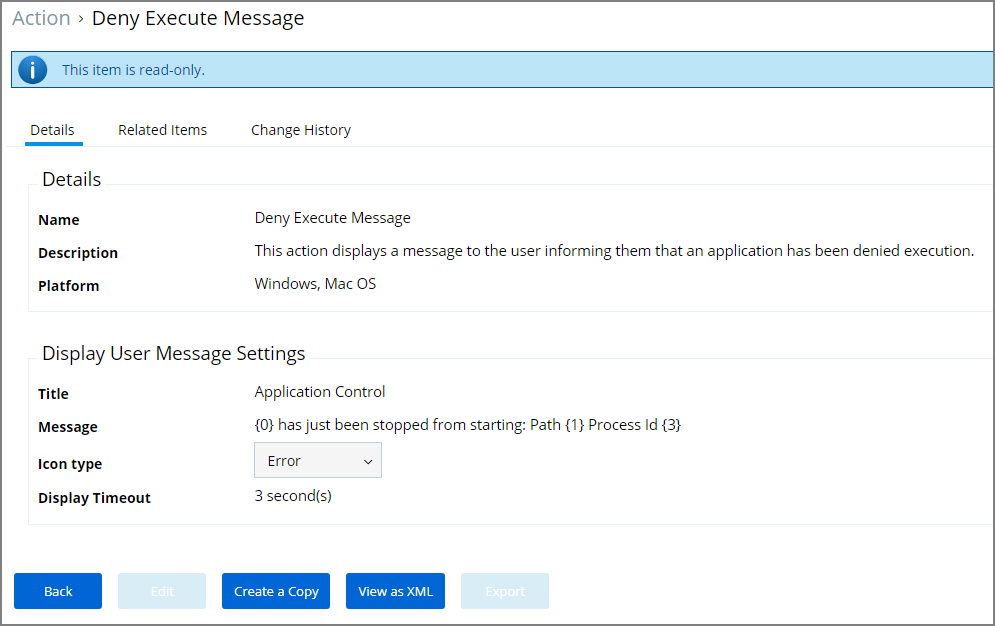 Action › Deny Execute Message
This item is read-only.
Details Related Items Change History
Details
Name Deny Execute Message
Description This action displays a message to the user informing them that an application has been denied execution.
Platform Windows, Mac OS
Display User Message Settings
Title Application Control
Message {0} has just been stopped from starting: Path {1} Process Id {3}
Icon type Error
Display Timeout 3 second(s)
Back Edit Create a Copy View as XML Export